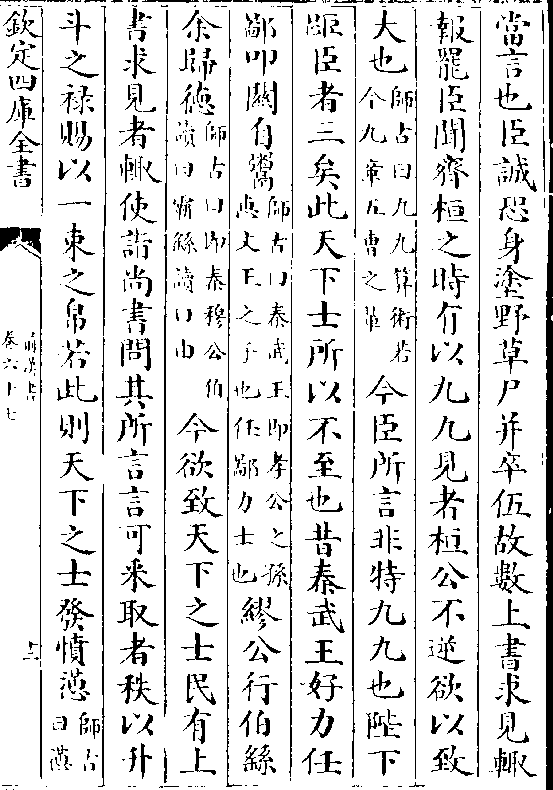 當言也臣誠恐身塗野草尸并卒伍故數上書求見輒
報罷臣聞齊桓之時有以九九見者桓公不逆欲以致
大也師古曰九九算術若今九章五曹之輩今臣所言非特九九也陛下
距臣者三矣此天下士所以不至也昔秦武王好力任
鄙叩關自鬻師古曰秦武王即孝公之孫惠文王之子也任鄙力士也繆公行伯繇
余歸德師古曰即秦穆公伯讀曰霸繇讀曰由今欲致天下之士民有上
書求見者輒使詣尚書問其所言言可采取者秩以升
斗之祿賜以一束之帛若此則天下之士發憤懣師古曰懣
欽定四庫全書
前漢書
卷六十七
十二